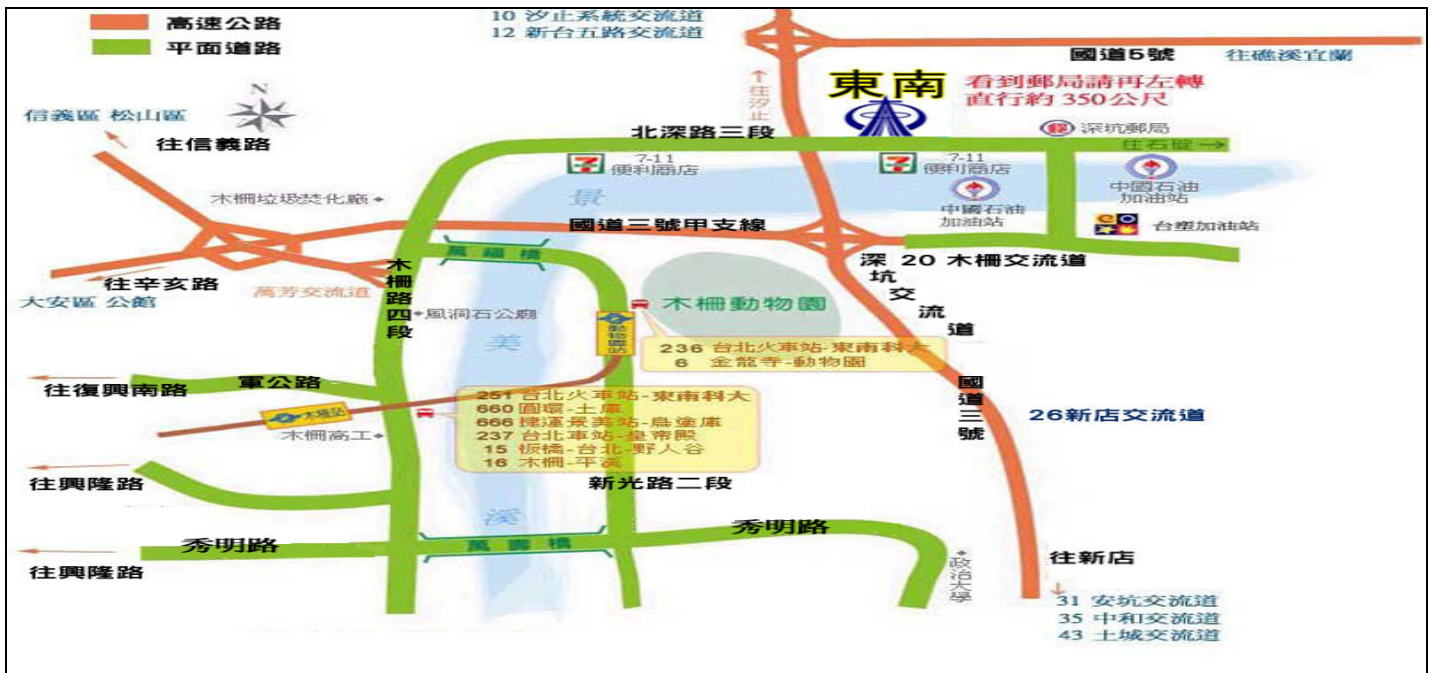 高速公路
平面道路
10 汐止系統交流道
12 新台五路交流道
國道5號
往礁溪宜蘭
↑往汐止
東南
看到郵局請再左轉
直行約 350公尺
N
信義區 松山區
往信義路
北深路三段
郵 深坑郵局
往石碇→
7-11
便利商店
7-11
便利商店
中國石油
加油站
中國石油
加油站
台塑加油站
木柵垃圾焚化廠
景美溪
國道三號甲支線
萬福橋
往辛亥路
大安區 公館
萬芳交流道
木柵路四段
風洞石公廟
深坑交流道
20 木柵交流道
木柵動物園
動物園站
236 台北火車站-東南科大
6 金龍寺-動物園
往復興南路
軍公路
木柵站
木柵高工
251 台北火車站-東南科大
660 圓環-土庫
666 捷運景美站-烏塗庫
237 台北車站-皇帝殿
15 板橋-台北-野人谷
16 木柵-平溪
國道三號
26新店交流道
往興隆路
新光路二段
秀明路
萬壽橋
秀明路
往興隆路
政治大學
往新店
31 安坑交流道
35 中和交流道
43 土城交流道